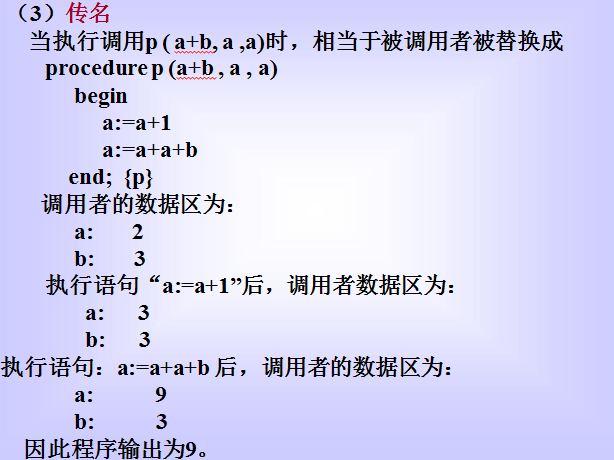 （3）传名
当执行调用p ( a+b, a ,a)时，相当于被调用者被替换成
procedure p (a+b , a , a)
begin
a:=a+1
a:=a+a+b
end; {p}
调用者的数据区为：
a: 2
b: 3
执行语句“a:=a+1”后，调用者数据区为：
a: 3
b: 3
执行语句：a:=a+a+b 后，调用者的数据区为：
a: 9
b: 3
因此程序输出为9。